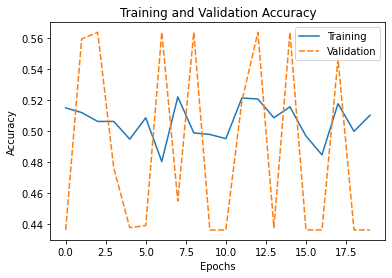 Training and Validation Accuracy
Training
Validation
0.56
0.54
0.52
0.50
0.48
0.46
0.44
Accuracy
0.0 2.5 5.0 7.5 10.0 12.5 15.0 17.5
Epochs